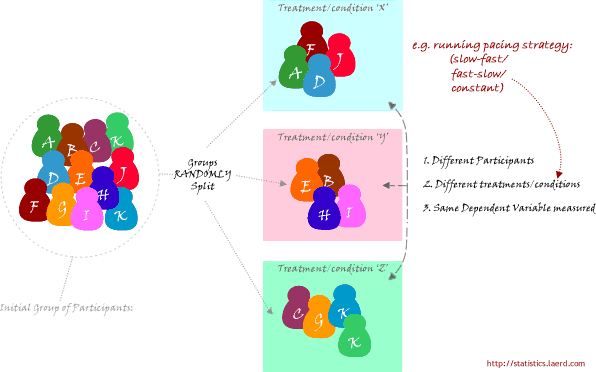 Treatment/condition 'X'
F
J
A
D
e.g. running pacing strategy:
(slow-fast/
fast-slow/
constant)
A
B
C
K
D
E
J
H
F
G
I
K
Groups
RANDOMLY
Split
Treatment/condition 'Y'
E
B
H
I
1. Different Participants
2. Different treatments/conditions
3. Same Dependent Variable measured
Treatment/condition 'Z'
C
G
K
K
Initial Group of Participants:
http://statistics.laerd.com